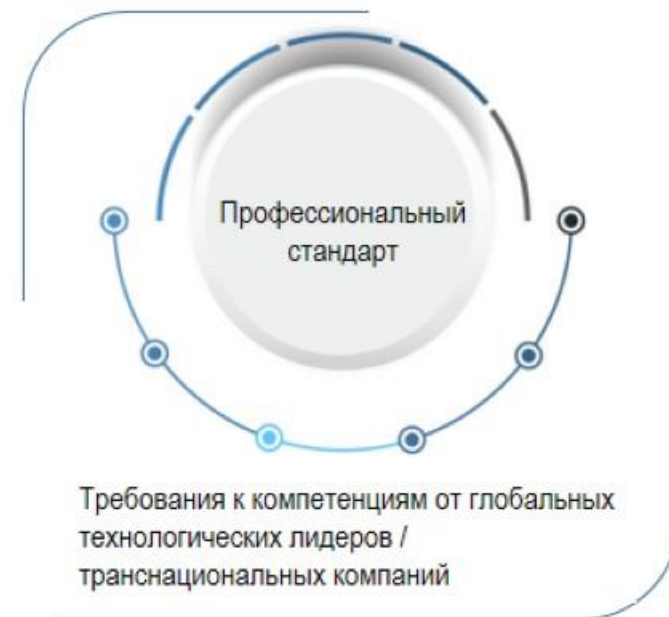 Профессиональный
стандарт
Требования к компетенциям от глобальных
технологических лидеров /
транснациональных компаний